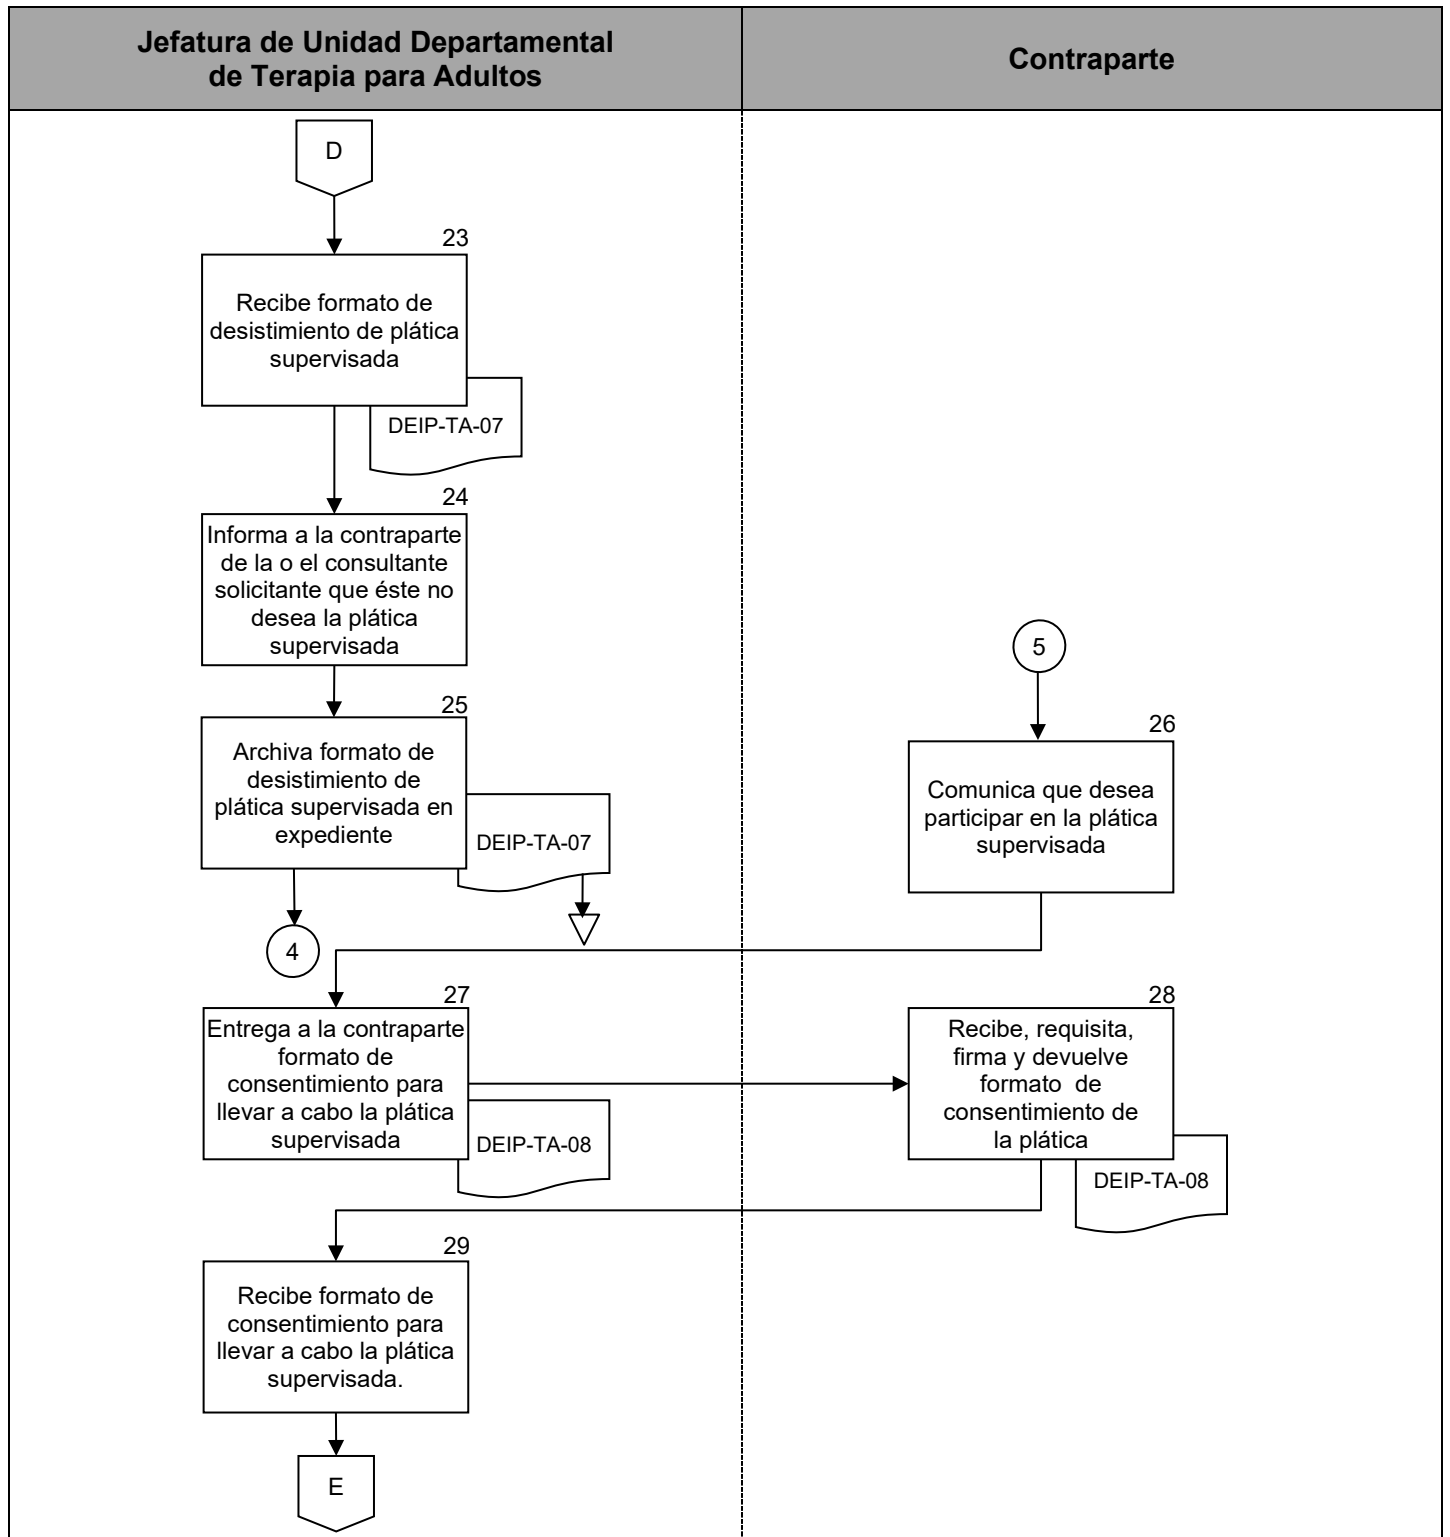 Jefatura de Unidad Departamental
de Terapia para Adultos
Contraparte
D
23
Recibe formato de
desistimiento de plática
supervisada
DEIP-TA-07
24
Informa a la contraparte
de la o el consultante
solicitante que éste no
desea la plática
supervisada
25
Archiva formato de
desistimiento de
plática supervisada en
expediente
DEIP-TA-07
4
5
26
Comunica que desea
participar en la plática
supervisada
27
Entrega a la contraparte
formato de
consentimiento para
llevar a cabo la plática
supervisada
DEIP-TA-08
28
Recibe, requisita,
firma y devuelve
formato  de
consentimiento de
la plática
DEIP-TA-08
29
Recibe formato de
consentimiento para
llevar a cabo la plática
supervisada.
E